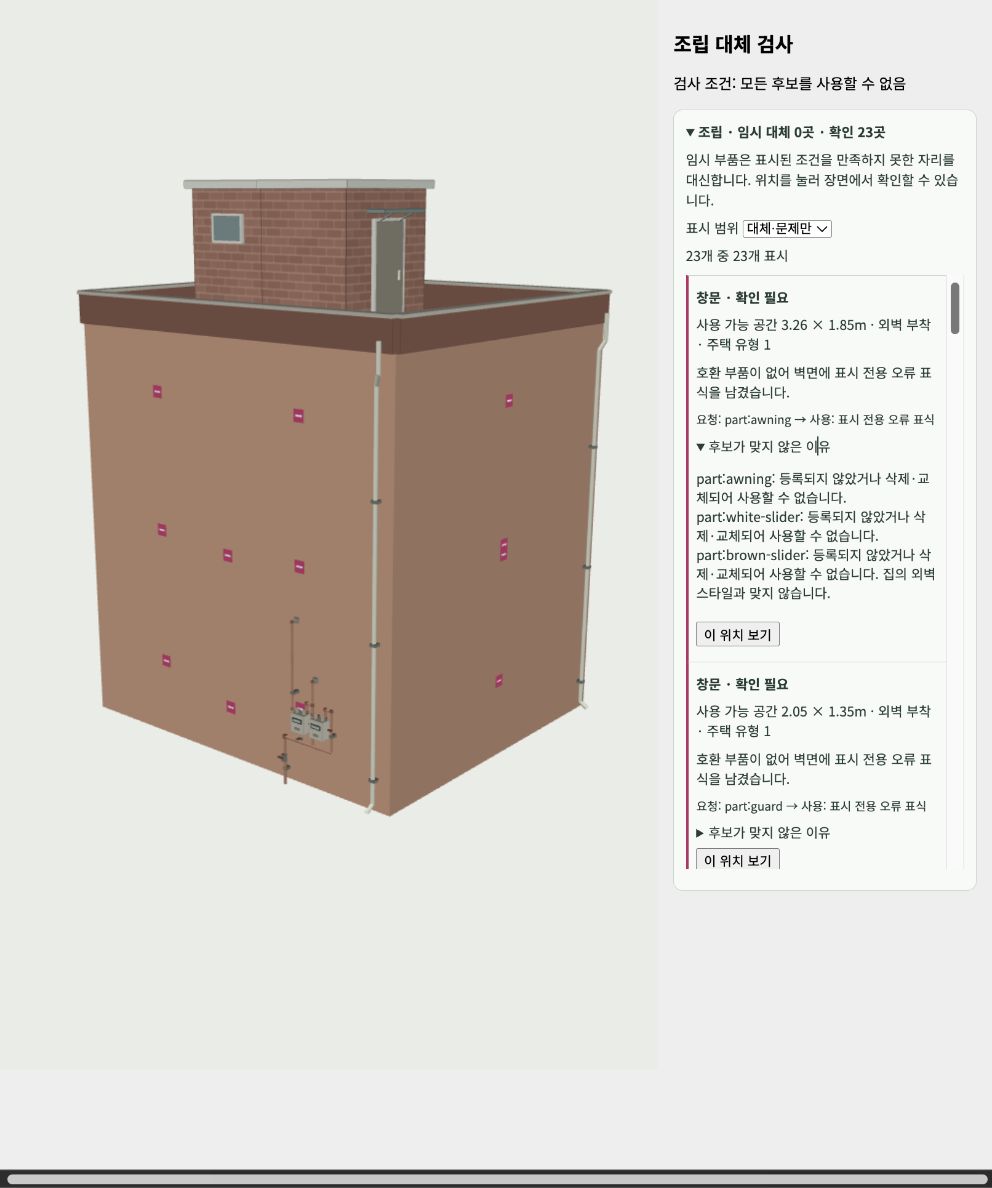 조립 대체 검사
검사 조건: 모든 후보를 사용할 수 없음
▼ 조립 · 임시 대체 0곳 · 확인 23곳
임시 부품은 표시된 조건을 만족하지 못한 자리를
대신합니다. 위치를 눌러 장면에서 확인할 수 있습
니다.
표시 범위 대체·문제만
23개 중 23개 표시
창문 · 확인 필요
사용 가능 공간 3.26 × 1.85m · 외벽 부착
· 주택 유형 1
호환 부품이 없어 벽면에 표시 전용 오류 표
식을 남겼습니다.
요청: part:awning → 사용: 표시 전용 오류 표식
▼ 후보가 맞지 않은 이유
part:awning: 등록되지 않았거나 삭제·교
체되어 사용할 수 없습니다.
part:white-slider: 등록되지 않았거나 삭
제·교체되어 사용할 수 없습니다.
part:brown-slider: 등록되지 않았거나 삭
제·교체되어 사용할 수 없습니다. 집의 외벽
스타일과 맞지 않습니다.
이 위치 보기
창문 · 확인 필요
사용 가능 공간 2.05 × 1.35m · 외벽 부착
· 주택 유형 1
호환 부품이 없어 벽면에 표시 전용 오류 표
식을 남겼습니다.
요청: part:guard → 사용: 표시 전용 오류 표식
▶ 후보가 맞지 않은 이유
이 위치 보기